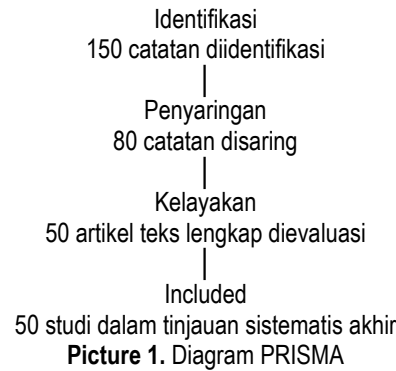 Identifikasi
150 catatan diidentifikasi
Penyaringan
80 catatan disaring
Kelayakan
50 artikel teks lengkap dievaluasi
Included
50 studi dalam tinjauan sistematis akhir
Picture 1. Diagram PRISMA